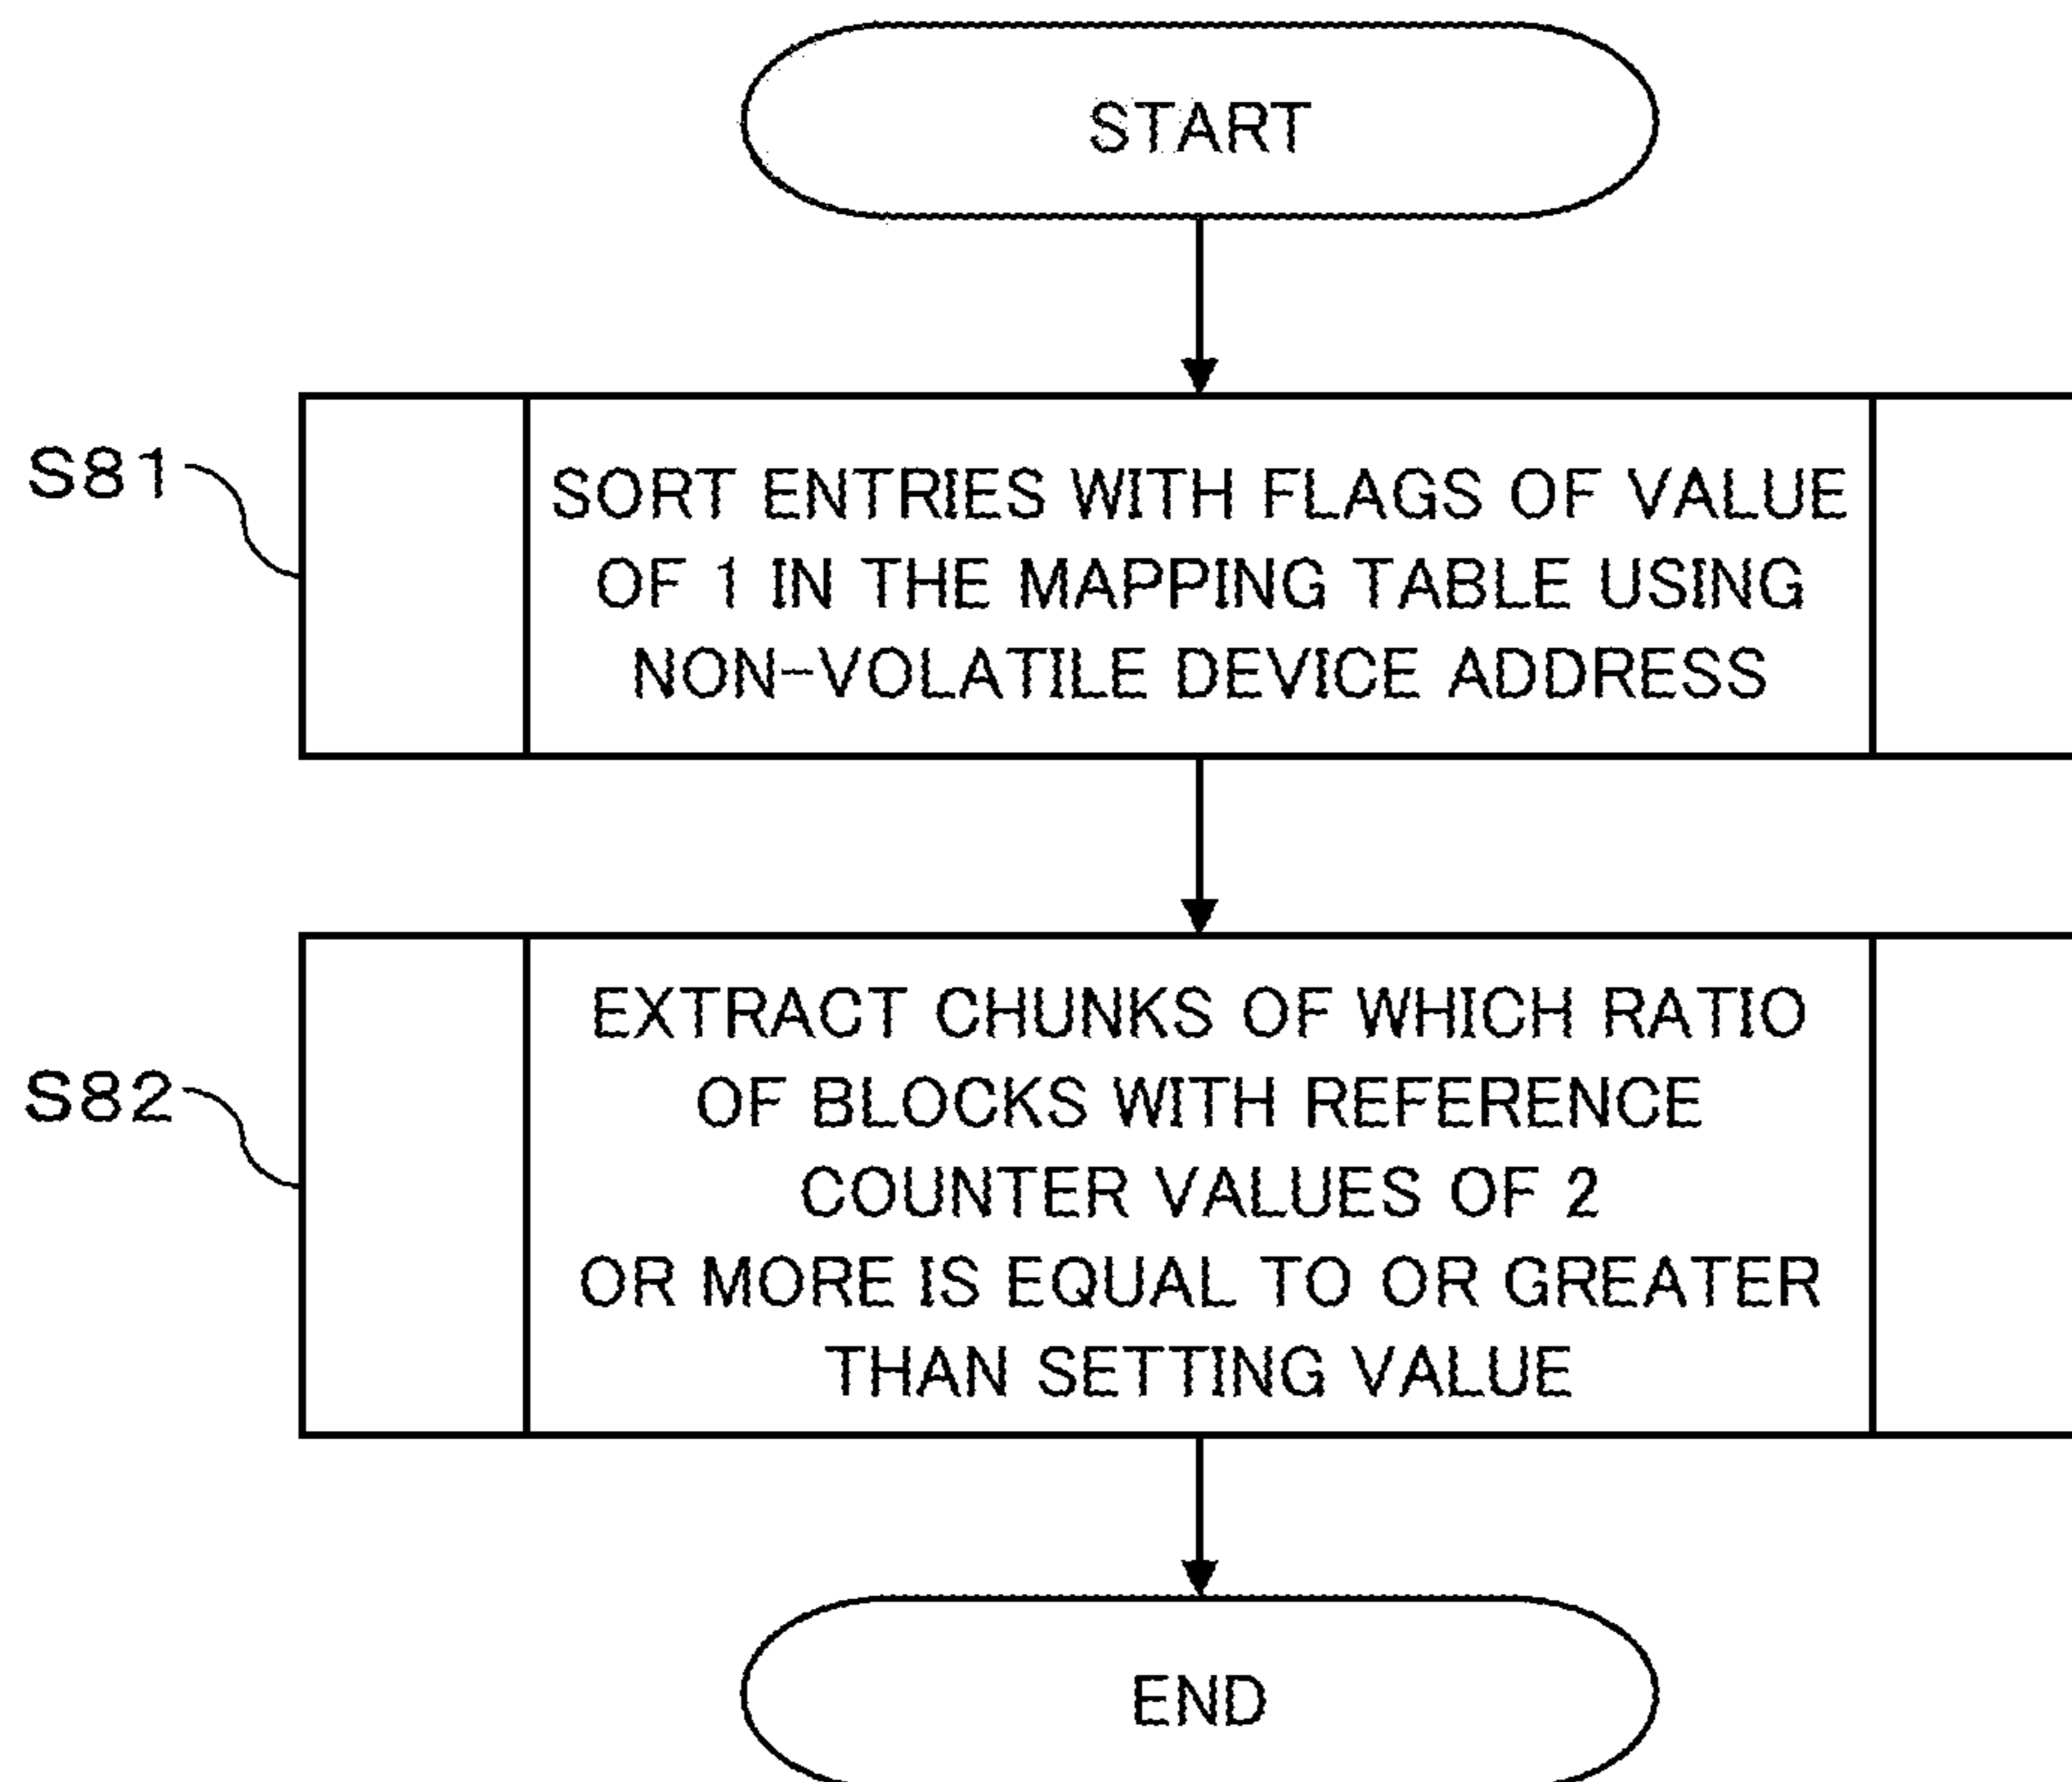 START
S81
SORT ENTRIES WITH FLAGS OF VALUE
OF 1 IN THE MAPPING TABLE USING
NON-VOLATILE DEVICE ADDRESS
S82
EXTRACT CHUNKS OF WHICH RATIO
OF BLOCKS WITH REFERENCE
COUNTER VALUES OF 2
OR MORE IS EQUAL TO OR GREATER
THAN SETTING VALUE
END